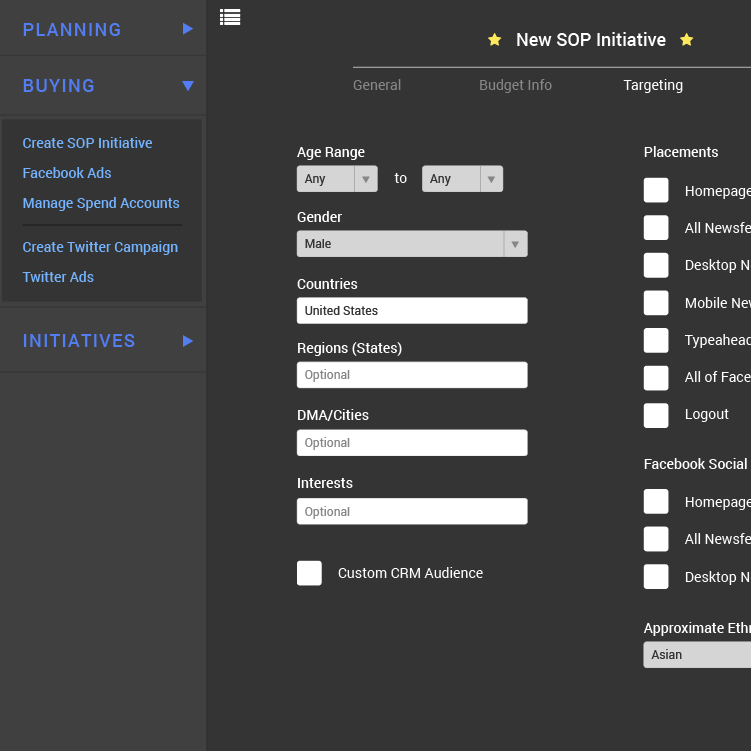 PLANNING
BUYING
Create SOP Initiative
Facebook Ads
Manage Spend Accounts
Create Twitter Campaign
Twitter Ads
INITIATIVES
New SOP Initiative
General Budget Info Targeting
Age Range
Any to Any
Gender
Male
Countries
United States
Regions (States)
Optional
DMA/Cities
Optional
Interests
Optional
Custom CRM Audience
Placements
Homepage
All Newsfe
Desktop N
Mobile New
Typeahead
All of Face
Logout
Facebook Social
Homepage
All Newsfe
Desktop N
Approximate Ethn
Asian